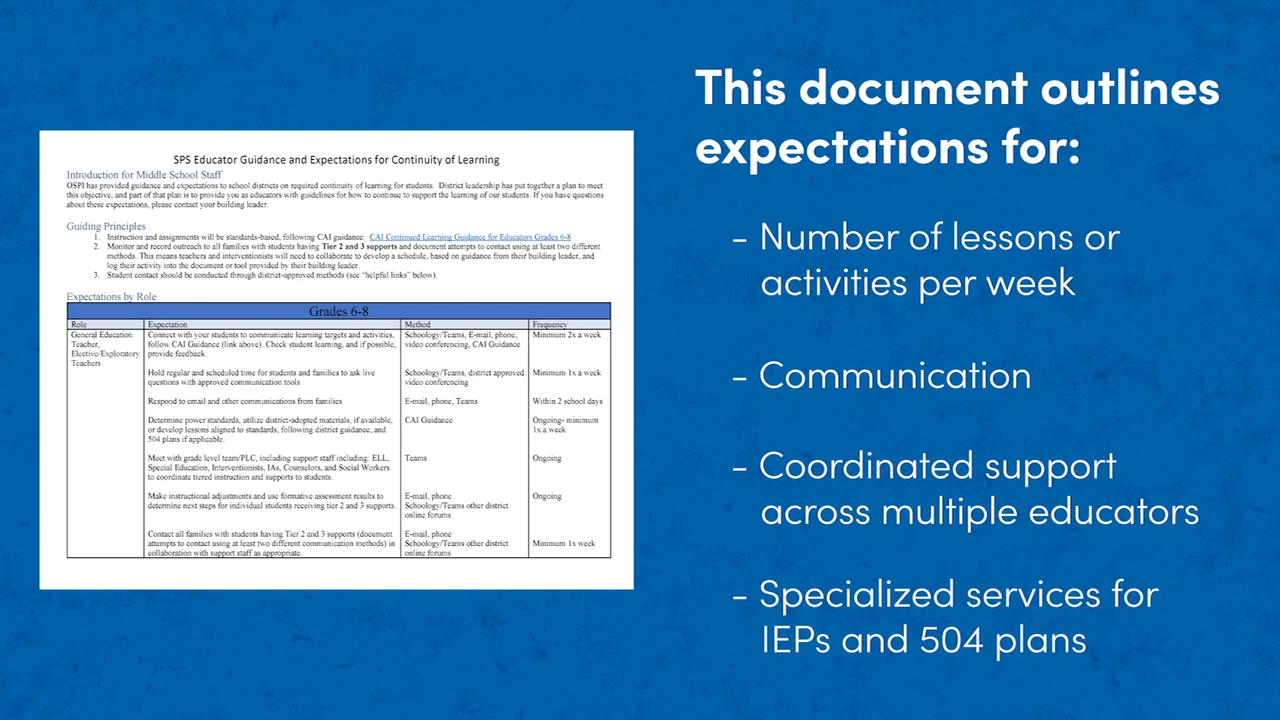 SPS Educator Guidance and Expectations for Continuity of Learning
Introduction for Middle School Staff
OSPI has provided guidance and expectations to school districts on required continuity of learning for students. District leadership has put together a plan to meet
this objective, and part of that plan is to provide you as educators with guidelines for how to continue to support the learning of our students. If you have questions
about these expectations, please contact your building leader.
Guiding Principles
1. Instruction and assignments will be standards-based, following CAI guidance: CAI Continued Learning Guidance for Educators Grades 6-8
2. Monitor and record outreach to all families with students having Tier 2 and 3 supports and document attempts to contact using at least two different
methods. This means teachers and interventionists will need to collaborate to develop a schedule, based on guidance from their building leader, and
log their activity into the document or tool provided by their building leader.
3. Student contact should be conducted through district-approved methods (see “helpful links” below).
Expectations by Role
Grades 6-8
Role Expectation Method Frequency
General Education Connect with your students to communicate learning targets and activities, Schoology/Teams, E-mail, phone, Minimum 2x a week
Teacher, follow CAI Guidance (link above). Check student learning, and if possible, video conferencing, CAI Guidance
Elective/Exploratory provide feedback.
Teachers
Hold regular and scheduled time for students and families to ask live Schoology/Teams, district approved Minimum 1x a week
questions with approved communication tools video conferencing
Respond to email and other communications from families E-mail, phone, Teams Within 2 school days
Determine power standards, utilize district-adopted materials, if available, CAI Guidance Ongoing- minimum
or develop lessons aligned to standards, following district guidance, and 1x a week
504 plans if applicable.
Meet with grade level team/PLC, including support staff including: ELL, Teams Ongoing
Special Education, Interventionists, IAs, Counselors, and Social Workers
to coordinate tiered instruction and supports to students.
Make instructional adjustments and use formative assessment results to E-mail, phone Ongoing
determine next steps for individual students receiving tier 2 and 3 supports. Schoology/Teams other district
online forums
Contact all families with students having Tier 2 and 3 supports (document E-mail, phone
attempts to contact using at least two different communication methods) in Schoology/Teams other district Minimum 1x week
collaboration with support staff as appropriate. online forums
This document outlines
expectations for:
- Number of lessons or
activities per week
- Communication
- Coordinated support
across multiple educators
- Specialized services for
IEPs and 504 plans